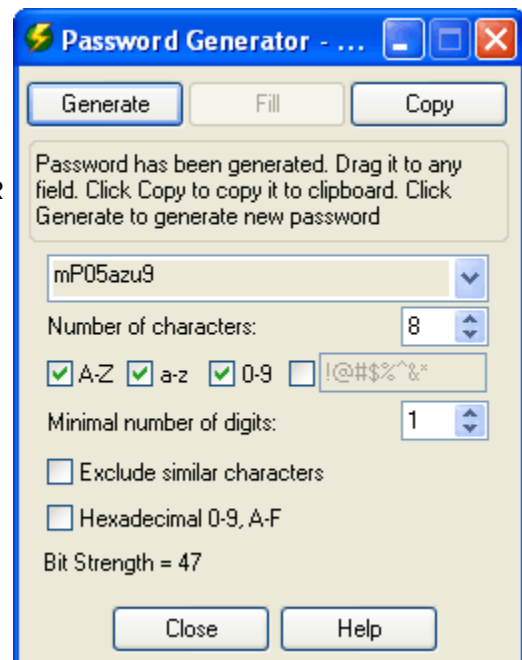 Password Generator - ...
Generate Fill Copy
Password has been generated. Drag it to any
R
field. Click Copy to copy it to clipboard. Click
Generate to generate new password
mP05azu9
Number of characters: 8
A-Z a-z 0-9 !@#$%^&*
Minimal number of digits: 1
Exclude similar characters
Hexadecimal 0-9, A-F
Bit Strength = 47
Close Help